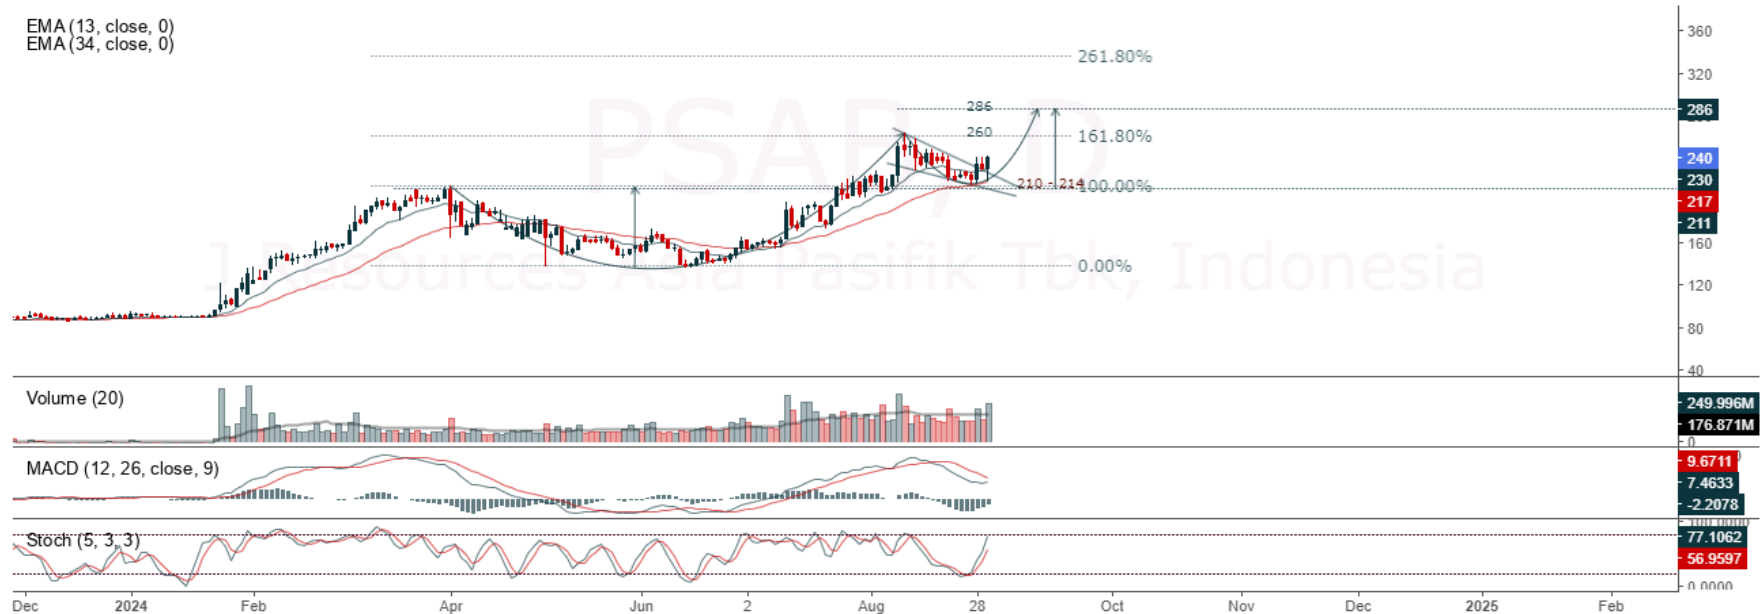 EMA (13, close, 0)
EMA (34, close, 0)
PSAB, D
J Resources Asia Pasifik Tbk, Indonesia
261.80%
286
260
161.80%
210 - 214
100.00%
0.00%
360
320
286
240
230
217
211
160
120
80
40
Volume (20)
249.996M
176.871M
0
MACD (12, 26, close, 9)
9.6711
7.4633
-2.2078
Stoch (5, 3, 3)
100.0000
77.1062
56.9597
0.0000
Dec 2024 Feb Apr Jun 2 Aug 28 Oct Nov Dec 2025 Feb